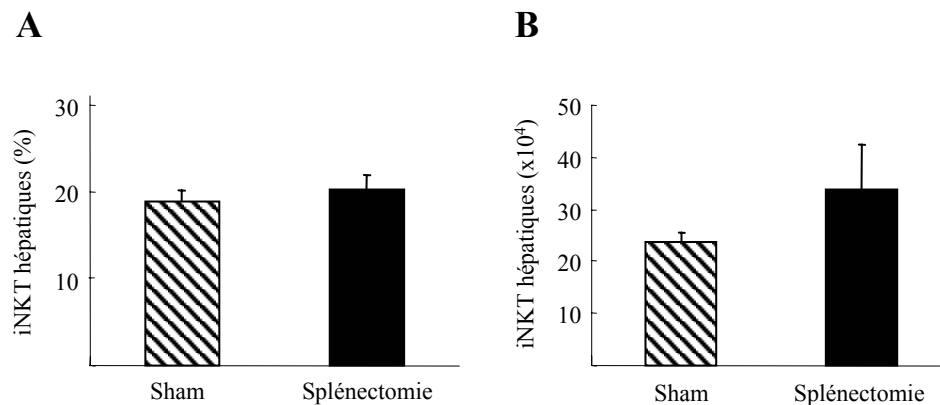 A
iNKT hépatiques (%)
30
20
10
Sham
Splénectomie
B
iNKT hépatiques (x10⁴)
50
40
30
20
10
Sham
Splénectomie